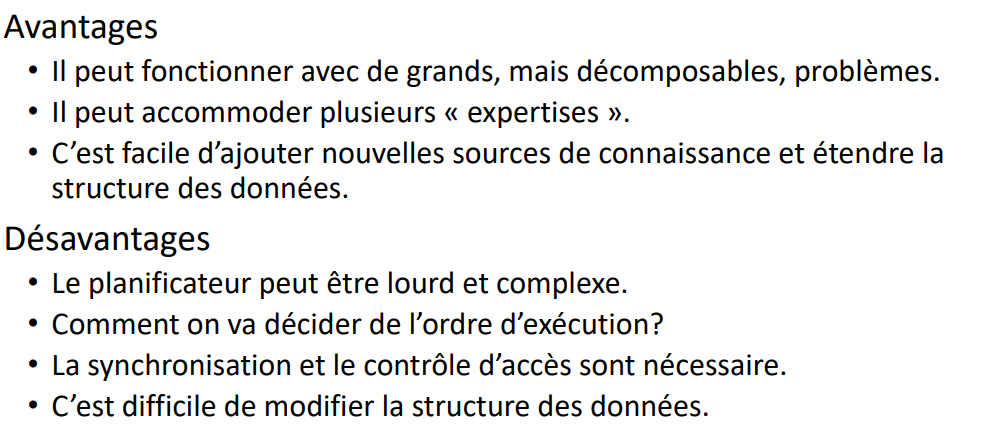 Avantages
• Il peut fonctionner avec de grands, mais décomposables, problèmes.
• Il peut accommoder plusieurs « expertises ».
• C’est facile d’ajouter nouvelles sources de connaissance et étendre la
structure des données.
Désavantages
• Le planificateur peut être lourd et complexe.
• Comment on va décider de l’ordre d’exécution?
• La synchronisation et le contrôle d’accès sont nécessaire.
• C’est difficile de modifier la structure des données.